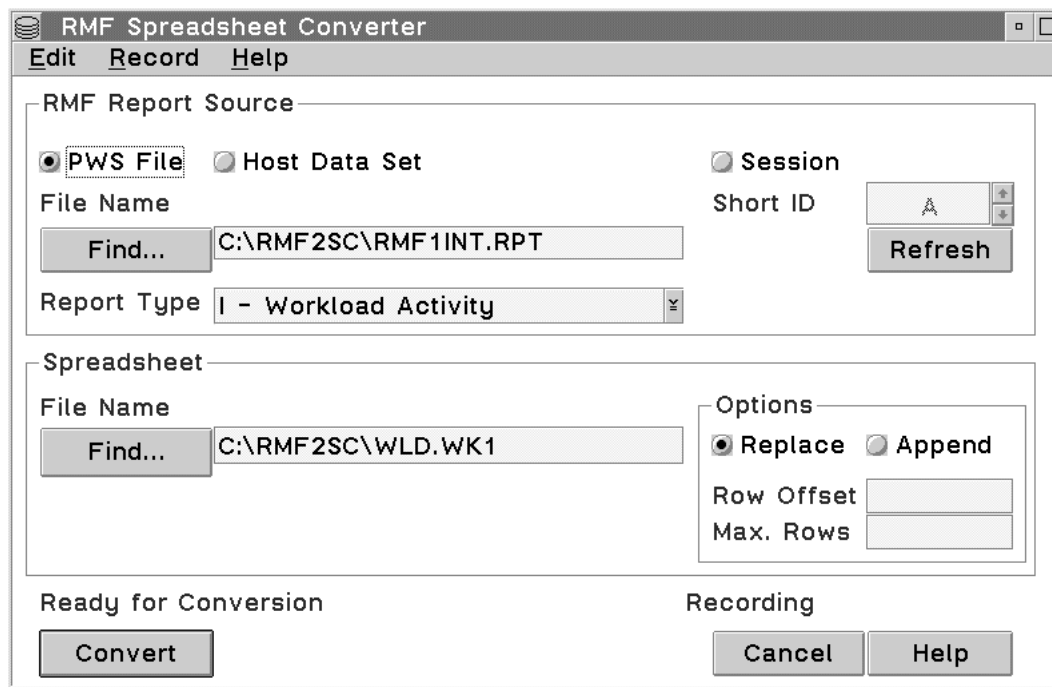 RMF Spreadsheet Converter
Edit Record Help
RMF Report Source
PWS File Host Data Set Session
File Name Short ID A
Find... C:\RMF2SC\RMF1INT.RPT Refresh
Report Type I - Workload Activity
Spreadsheet
File Name Options
Find... C:\RMF2SC\WLD.WK1 Replace Append
Row Offset
Max. Rows
Ready for Conversion Recording
Convert Cancel Help